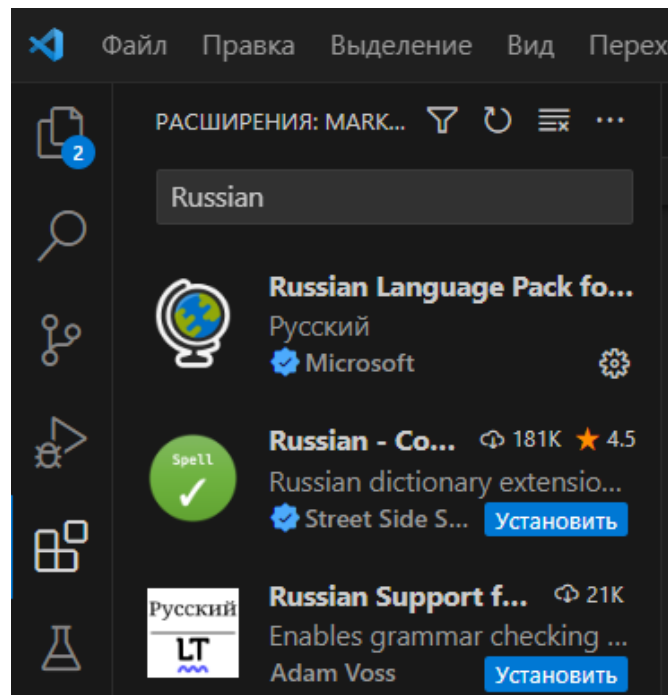 Файл Правка Выделение Вид Перех
РАСШИРЕНИЯ: MARK... ...
2
Russian
Russian Language Pack fo...
Русский
Microsoft
Russian - Co... 181K 4.5
Spell
Russian dictionary extensio...
Street Side S... Установить
Русский
LT
Russian Support f... 21K
Enables grammar checking ...
Adam Voss Установить